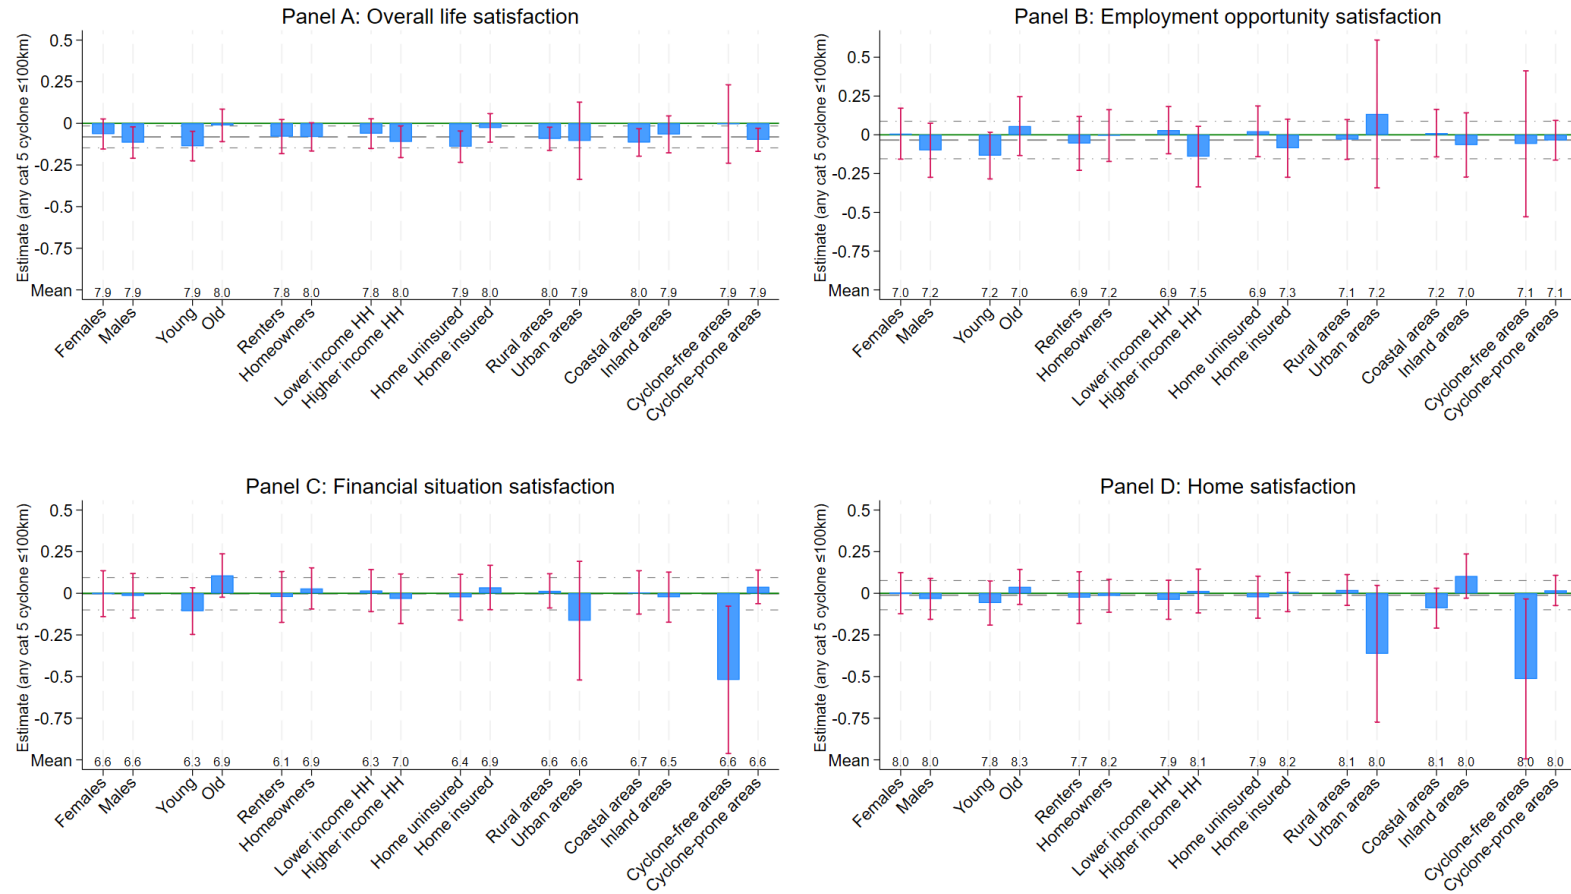 Panel A: Overall life satisfaction
Estimate (any cat 5 cyclone ≤100km)
0.5
0.25
0
-0.25
-0.5
-0.75
Mean
7.9 7.9 7.9 8.0 7.8 8.0 7.8 8.0 7.9 8.0 8.0 7.9 8.0 7.9 7.9 7.9
Females
Males
Young
Old
Renters
Homeowners
Lower income HH
Higher income HH
Home uninsured
Home insured
Rural areas
Urban areas
Coastal areas
Inland areas
Cyclone-free areas
Cyclone-prone areas
Panel B: Employment opportunity satisfaction
Estimate (any cat 5 cyclone ≤100km)
0.5
0.25
0
-0.25
-0.5
-0.75
Mean
7.0 7.2 7.2 7.0 6.9 7.2 6.9 7.5 6.9 7.3 7.1 7.2 7.2 7.0 7.1 7.1
Females
Males
Young
Old
Renters
Homeowners
Lower income HH
Higher income HH
Home uninsured
Home insured
Rural areas
Urban areas
Coastal areas
Inland areas
Cyclone-free areas
Cyclone-prone areas
Panel C: Financial situation satisfaction
Estimate (any cat 5 cyclone ≤100km)
0.5
0.25
0
-0.25
-0.5
-0.75
Mean
6.6 6.6 6.3 6.9 6.1 6.9 6.3 7.0 6.4 6.9 6.6 6.6 6.7 6.5 6.6 6.6
Females
Males
Young
Old
Renters
Homeowners
Lower income HH
Higher income HH
Home uninsured
Home insured
Rural areas
Urban areas
Coastal areas
Inland areas
Cyclone-free areas
Cyclone-prone areas
Panel D: Home satisfaction
Estimate (any cat 5 cyclone ≤100km)
0.5
0.25
0
-0.25
-0.5
-0.75
Mean
8.0 8.0 7.8 8.3 7.7 8.2 7.9 8.1 7.9 8.2 8.1 8.0 8.1 8.0 8.0 8.0
Females
Males
Young
Old
Renters
Homeowners
Lower income HH
Higher income HH
Home uninsured
Home insured
Rural areas
Urban areas
Coastal areas
Inland areas
Cyclone-free areas
Cyclone-prone areas